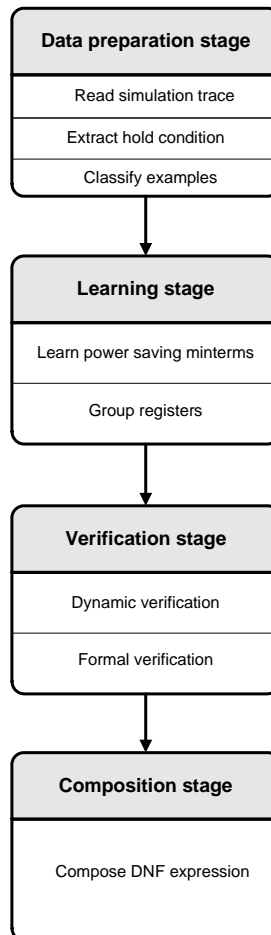 Data preparation stage
Read simulation trace
Extract hold condition
Classify examples
Learning stage
Learn power saving minterms
Group registers
Verification stage
Dynamic verification
Formal verification
Composition stage
Compose DNF expression